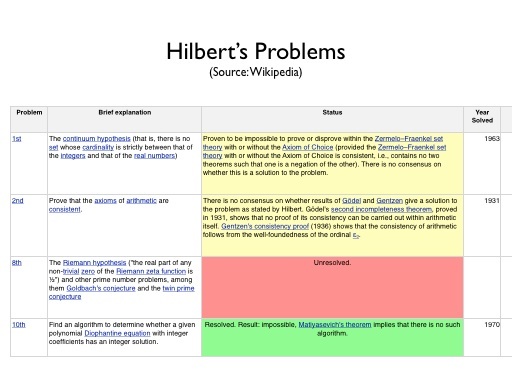 Hilbert's Problems
(Source:Wikipedia)
Problem
Brief explanation
Status
Year
Solved
1st
The continuum hypothesis (that is, there is no
set whose cardinality is strictly between that of
the integers and that of the real numbers)
Proven to be impossible to prove or disprove within the Zermelo–Fraenkel set
theory with or without the Axiom of Choice (provided the Zermelo–Fraenkel set
theory with or without the Axiom of Choice is consistent, i.e., contains no two
theorems such that one is a negation of the other). There is no consensus on
whether this is a solution to the problem.
1963
2nd
Prove that the axioms of arithmetic are
consistent.
There is no consensus on whether results of Gödel and Gentzen give a solution to
the problem as stated by Hilbert. Gödel's second incompleteness theorem, proved
in 1931, shows that no proof of its consistency can be carried out within arithmetic
itself. Gentzen's consistency proof (1936) shows that the consistency of arithmetic
follows from the well-foundedness of the ordinal ε₀.
1931
8th
The Riemann hypothesis ("the real part of any
non-trivial zero of the Riemann zeta function is
½") and other prime number problems, among
them Goldbach's conjecture and the twin prime
conjecture
Unresolved.
10th
Find an algorithm to determine whether a given
polynomial Diophantine equation with integer
coefficients has an integer solution.
Resolved. Result: impossible, Matiyasevich's theorem implies that there is no such
algorithm.
1970